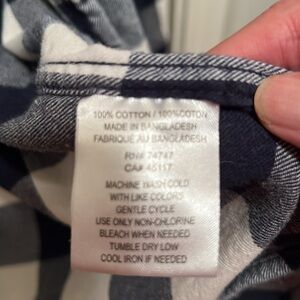 100% COTTON / 100%COTON
MADE IN BANGLADESH
FABRIQUE AU BANGLADESH
RN# 74747
CA# 45117
MACHINE WASH COLD
WITH LIKE COLORS
GENTLE CYCLE
USE ONLY NON-CHLORINE
BLEACH WHEN NEEDED
TUMBLE DRY LOW
COOL IRON IF NEEDED